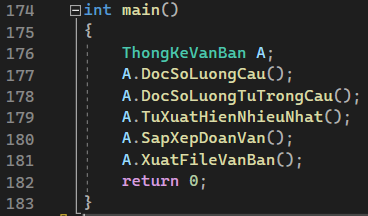 174 int main()
175 {
176 ThongKeVanBan A;
177 A.DocSoLuongCau();
178 A.DocSoLuongTuTrongCau();
179 A.TuXuatHienNhieuNhat();
180 A.SapXepDoanVan();
181 A.XuatFileVanBan();
182 return 0;
183 }